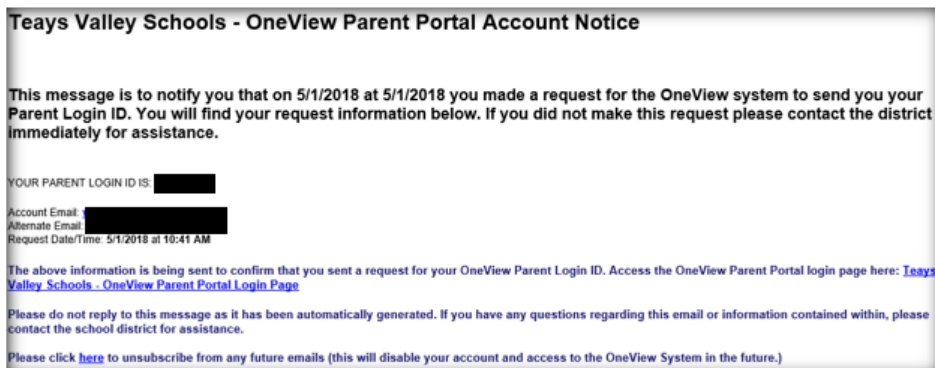 Teays Valley Schools - OneView Parent Portal Account Notice
This message is to notify you that on 5/1/2018 at 5/1/2018 you made a request for the OneView system to send you your
Parent Login ID. You will find your request information below. If you did not make this request please contact the district
immediately for assistance.
YOUR PARENT LOGIN ID IS:
Account Email:
Alternate Email:
Request Date/Time: 5/1/2018 at 10:41 AM
The above information is being sent to confirm that you sent a request for your OneView Parent Login ID. Access the OneView Parent Portal login page here: Teays
Valley Schools - OneView Parent Portal Login Page
Please do not reply to this message as it has been automatically generated. If you have any questions regarding this email or information contained within, please
contact the school district for assistance.
Please click here to unsubscribe from any future emails (this will disable your account and access to the OneView System in the future.)